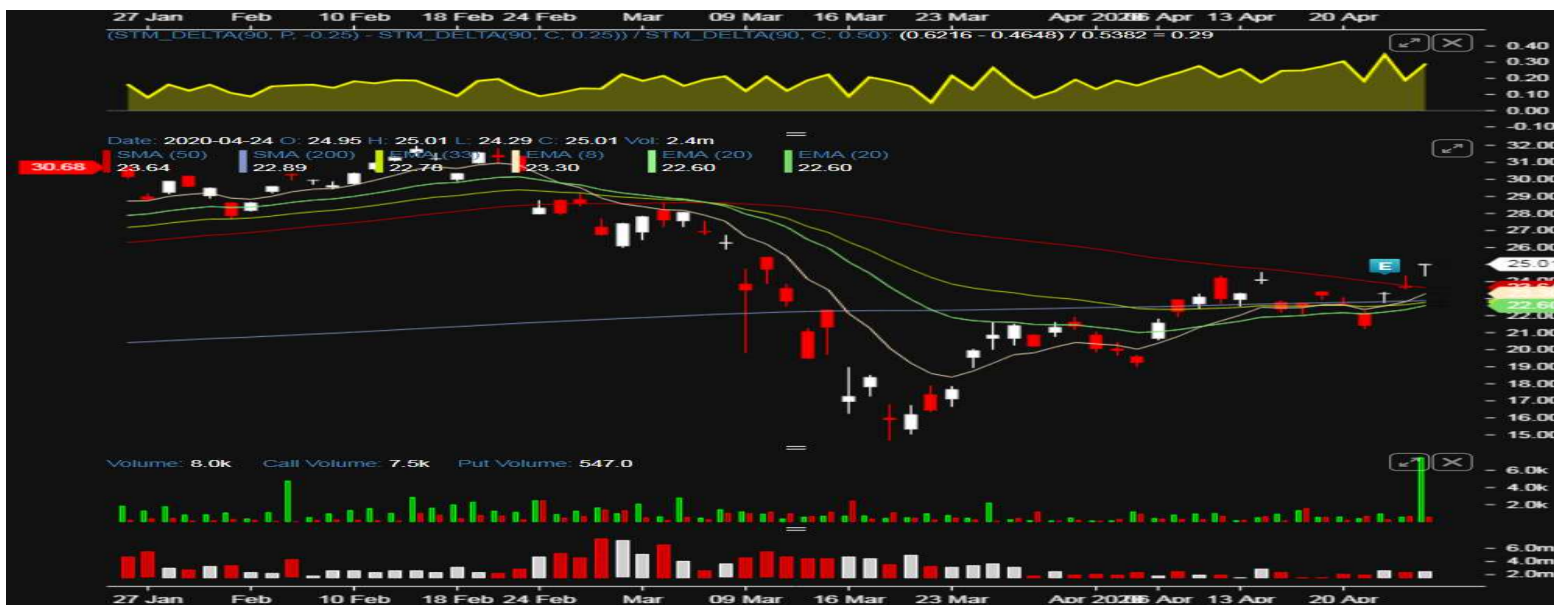 27 Jan Feb 10 Feb 18 Feb 24 Feb Mar 09 Mar 16 Mar 23 Mar 06 Apr 13 Apr 20 Apr
(STM_DELTA(90, P, -0.25) - STM_DELTA(90, C, 0.25)) / STM_DELTA(90, C, 0.50): (0.6216 - 0.4648) / 0.5382 = 0.29
0.40
0.30
0.20
0.10
0.00
-0.10
Date: 2020-04-24 O: 24.95 H: 25.01 L: 24.29 C: 25.01 Vol: 2.4m
SMA (50) SMA (200) EMA (33) EMA (8) EMA (20) EMA (20)
23.64 22.89 22.78 23.30 22.60 22.60
30.68
32.00
31.00
30.00
29.00
28.00
27.00
26.00
E
25.01
22.60
22.00
21.00
20.00
19.00
18.00
17.00
16.00
15.00
Volume: 8.0k Call Volume: 7.5k Put Volume: 547.0
6.0k
4.0k
2.0k
6.0m
2.0m
27 Jan Feb 10 Feb 18 Feb 24 Feb Mar 09 Mar 16 Mar 23 Mar 06 Apr 13 Apr 20 Apr